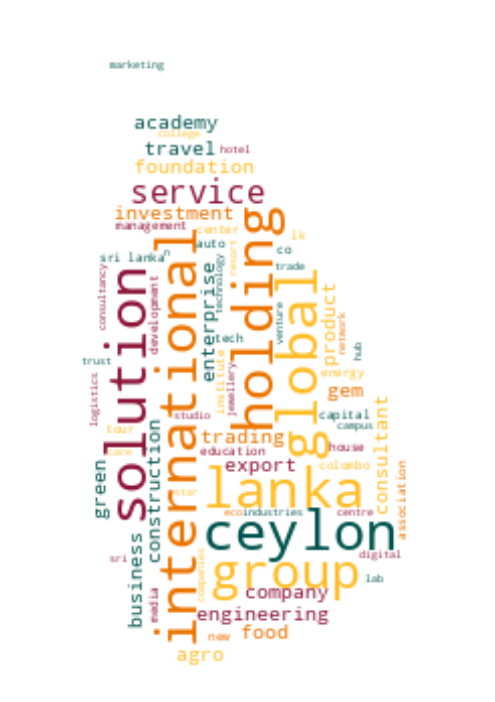 marketing
academy
college
travel
hotel
foundation
service
investment
holding
management
center
lk
international
auto
resort
co
sri lanka
n
technology
trade
consultancy
solution
enterprise
global
development
product
venture
network
tech
hub
trust
institute
jewellery
energy
logistics
gem
studio
capital
consultant
campus
tour
construction
trading
care
education
house
green
export
colombo
association
star
lanka
eco
industries
centre
ceylon
business
sri
companies
digital
group
lab
media
company
engineering
new
food
agro